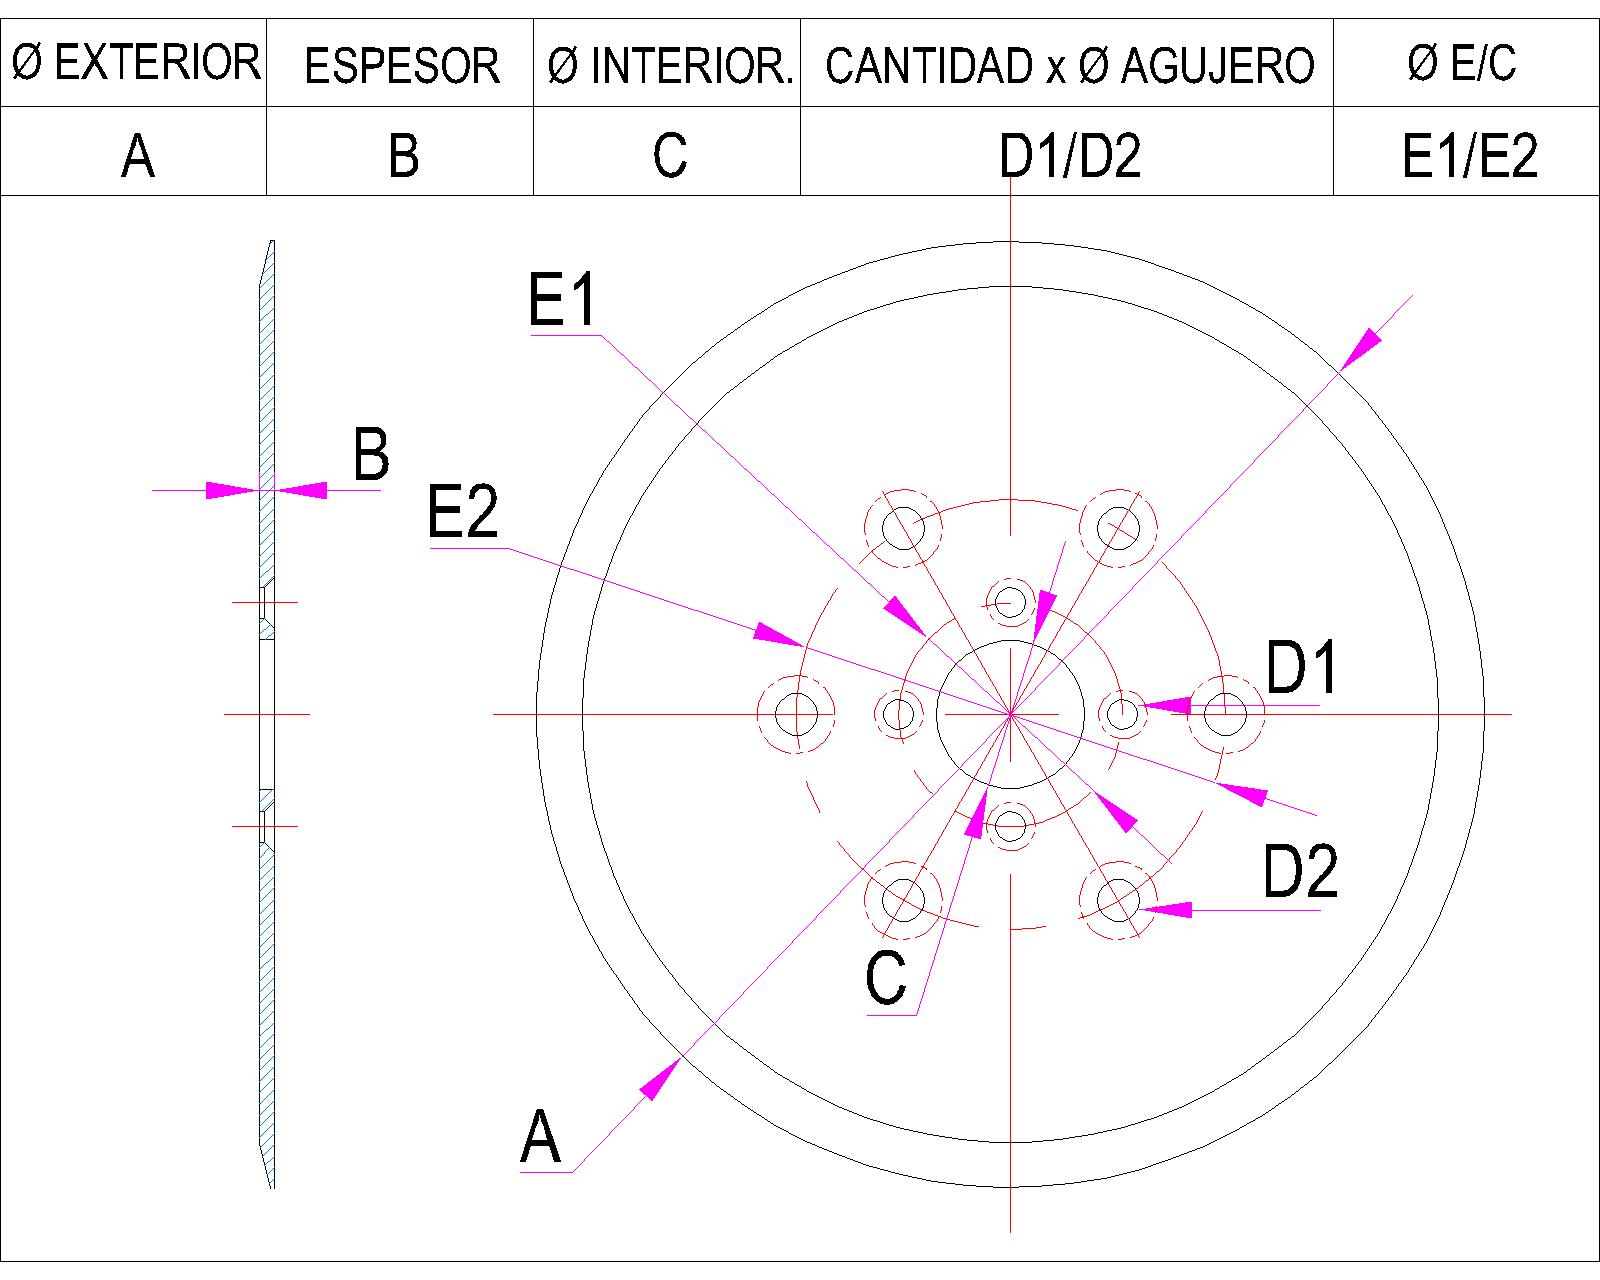 Ø EXTERIOR ESPESOR Ø INTERIOR. CANTIDAD x Ø AGUJERO Ø E/C
A B C D1/D2 E1/E2
E1
B
E2
D1
D2
C
A